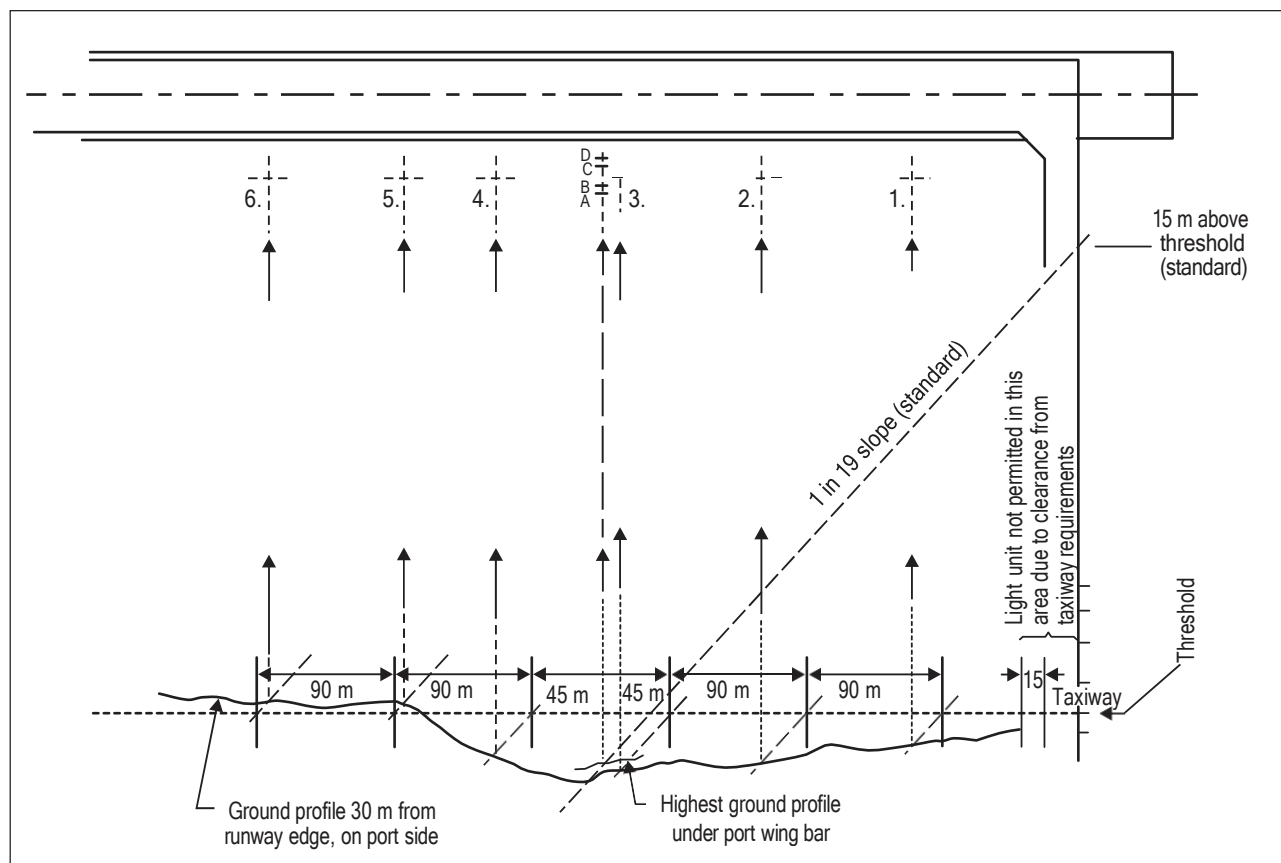 D
C
B
A
6.
5.
4.
3.
2.
1.
15 m above
threshold
(standard)
1 in 19 slope (standard)
Light unit not permitted in this
area due to clearance from
taxiway requirements
Threshold
90 m
90 m
45 m
45 m
90 m
90 m
15
Taxiway
Ground profile 30 m from
runway edge, on port side
Highest ground profile
under port wing bar